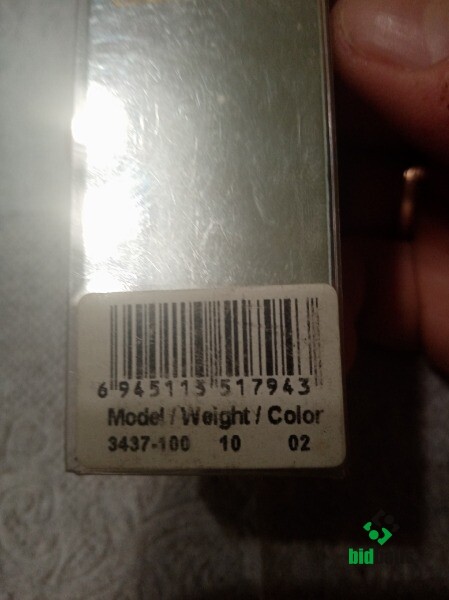 6 945113 517943
Model / Weight / Color
3437-100 10 02
bid